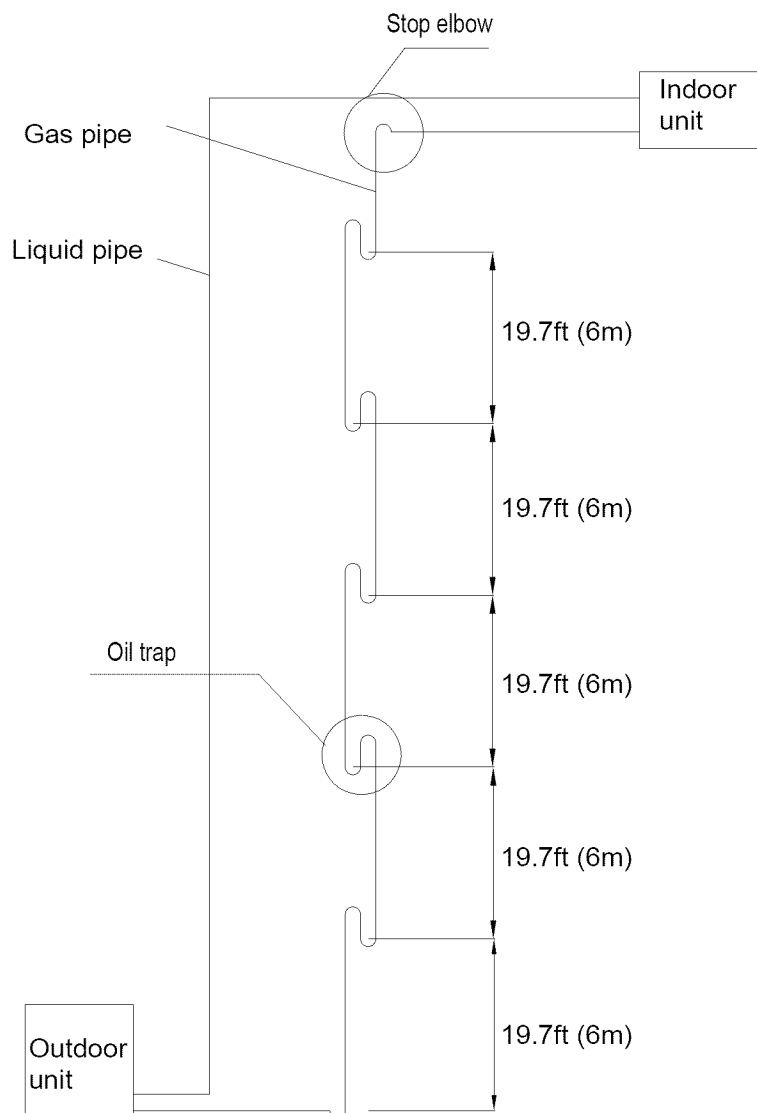 Stop elbow
Indoor
unit
Gas pipe
Liquid pipe
19.7ft (6m)
19.7ft (6m)
Oil trap
19.7ft (6m)
19.7ft (6m)
Outdoor
unit
19.7ft (6m)